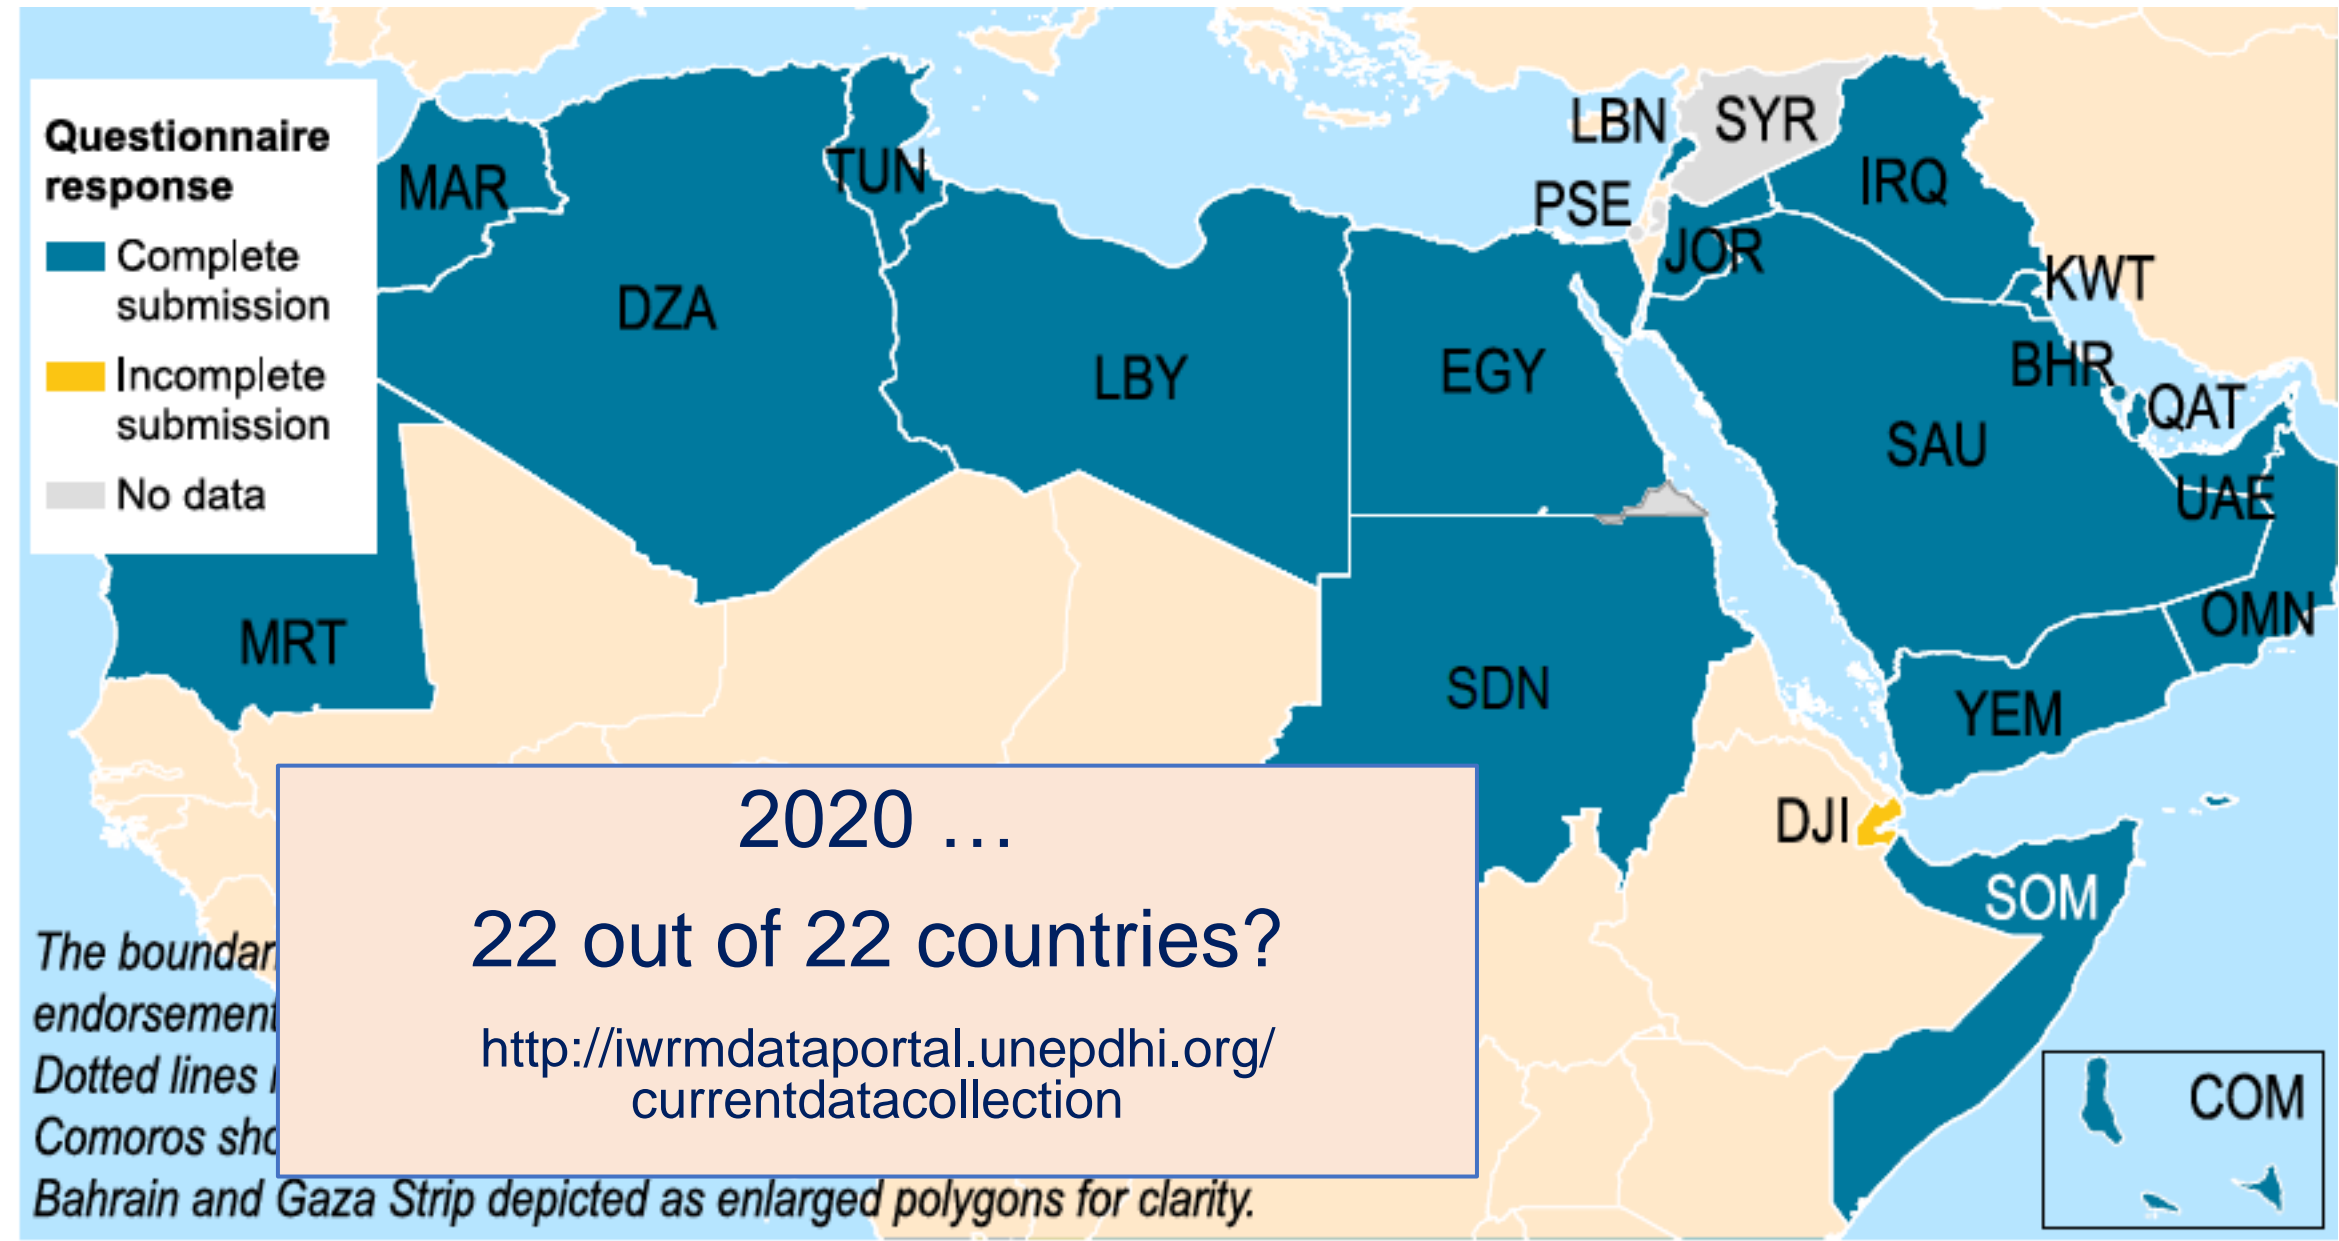 Questionnaire
response
Complete
submission
Incomplete
submission
No data
MAR
DZA
TUN
LBY
EGY
LBN
SYR
PSE
JOR
IRQ
KWT
BHR
QAT
SAU
UAE
OMN
YEM
MRT
SDN
DJI
SOM
COM
2020 …
22 out of 22 countries?
http://iwrmdataportal.unepdhi.org/
currentdatacollection
The
endorsement
Dotted lines
Comoros
Bahrain and Gaza Strip depicted as enlarged polygons for clarity.